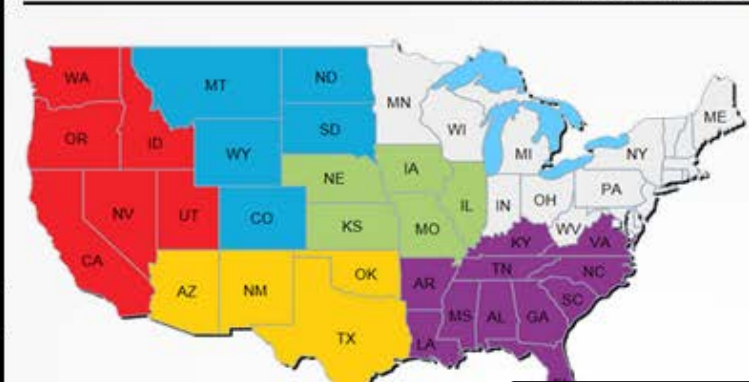 WA
MT
ND
MN
ME
OR
ID
SD
WI
WY
MI
NY
NE
IA
PA
NV
UT
CO
IL
IN
OH
KS
MO
WV
VA
KY
CA
TN
NC
AZ
NM
OK
AR
SC
MS
AL
GA
TX
LA